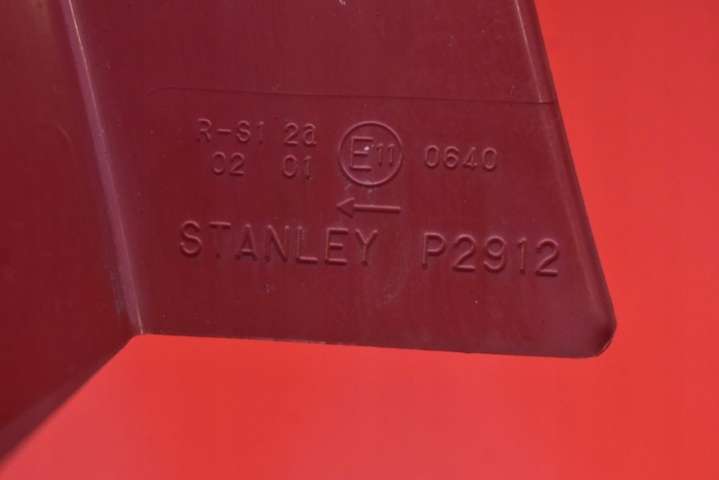 R-S1 2a
02 01 E11 0640
←
STANLEY P2912